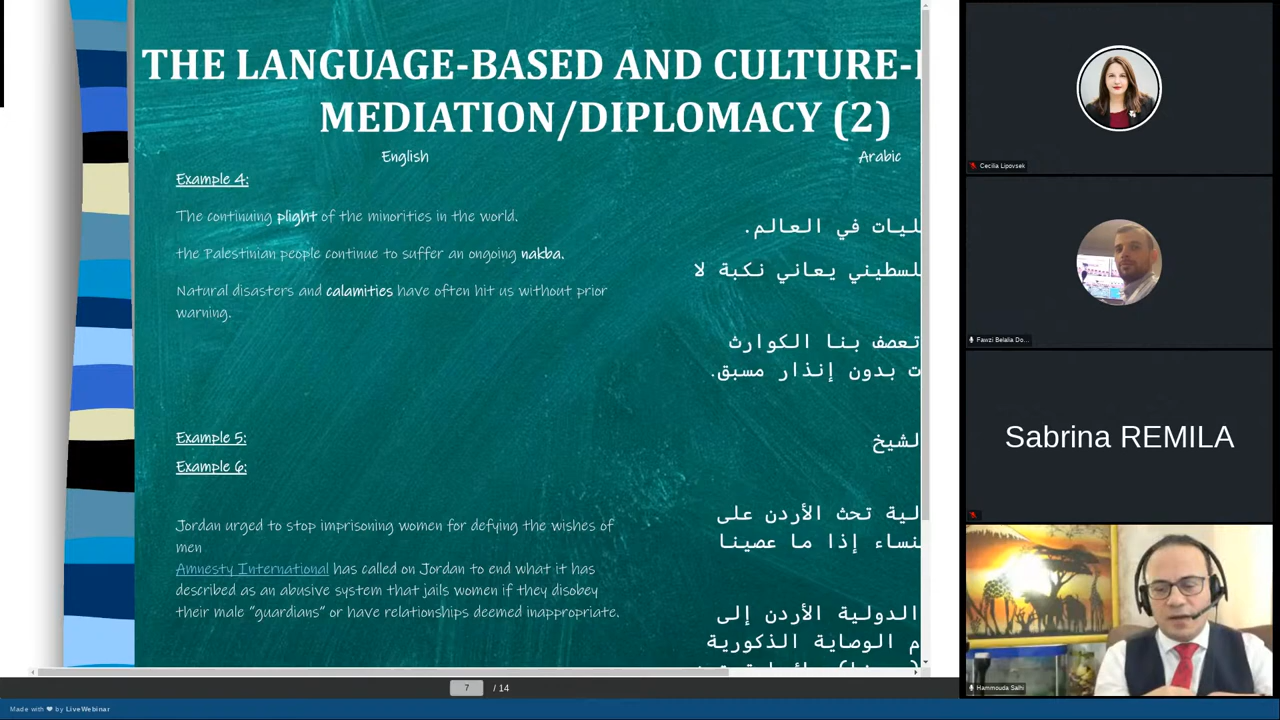 THE LANGUAGE-BASED AND CULTURE-
MEDIATION/DIPLOMACY (2)
English
Arabic
Example 4:
The continuing plight of the minorities in the world.
the Palestinian people continue to suffer an ongoing nakba.
Natural disasters and calamities have often hit us without prior
warning.
Example 5:
Example 6:
Jordan urged to stop imprisoning women for defying the wishes of
men
Amnesty International has called on Jordan to end what it has
described as an abusive system that jails women if they disobey
their male "guardians" or have relationships deemed inappropriate.
ليات في العالم.
لسطيني يعاني نكبة لا
تعصف بنا الكوارث
ت بدون إنذار مسبق.
لشيخ
لية تحث الأردن على
نساء إذا ما عصينا
الدولية الأردن إلى
م الوصاية الذكورية
7 / 14
Made with ❤ by LiveWebinar
Cecilia Lipovsek
Fawzi Belalia Do...
Sabrina REMILA
Hammouda Salhi